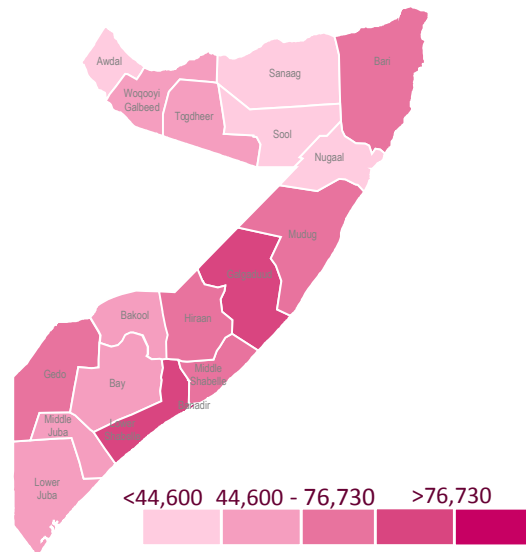 Awdal
Woqooyi
Galbeed
Togdheer
Sanaag
Bari
Sool
Nugaal
Mudug
Hiraan
Bakool
Gedo
Bay
Middle
Shabelle
Banadir
Lower
Middle
Juba
Lower
Juba
<44,600 44,600 - 76,730 >76,730